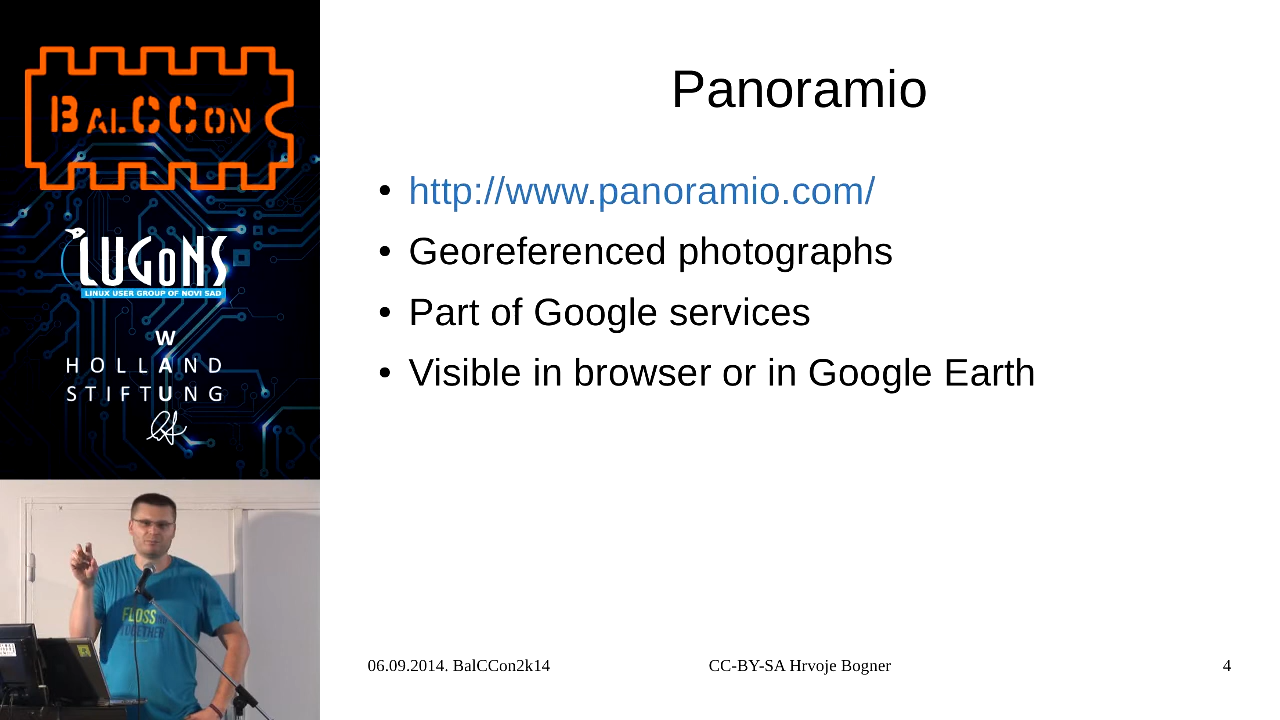 BALCCON
LUGONS
LINUX USER GROUP OF NOVI SAD
W
HOLLAND
STIFTUNG
Panoramio
http://www.panoramio.com/
Georeferenced photographs
Part of Google services
Visible in browser or in Google Earth
FLOSS
TOGETHER
06.09.2014. BalCCon2k14
CC-BY-SA Hrvoje Bogner
4